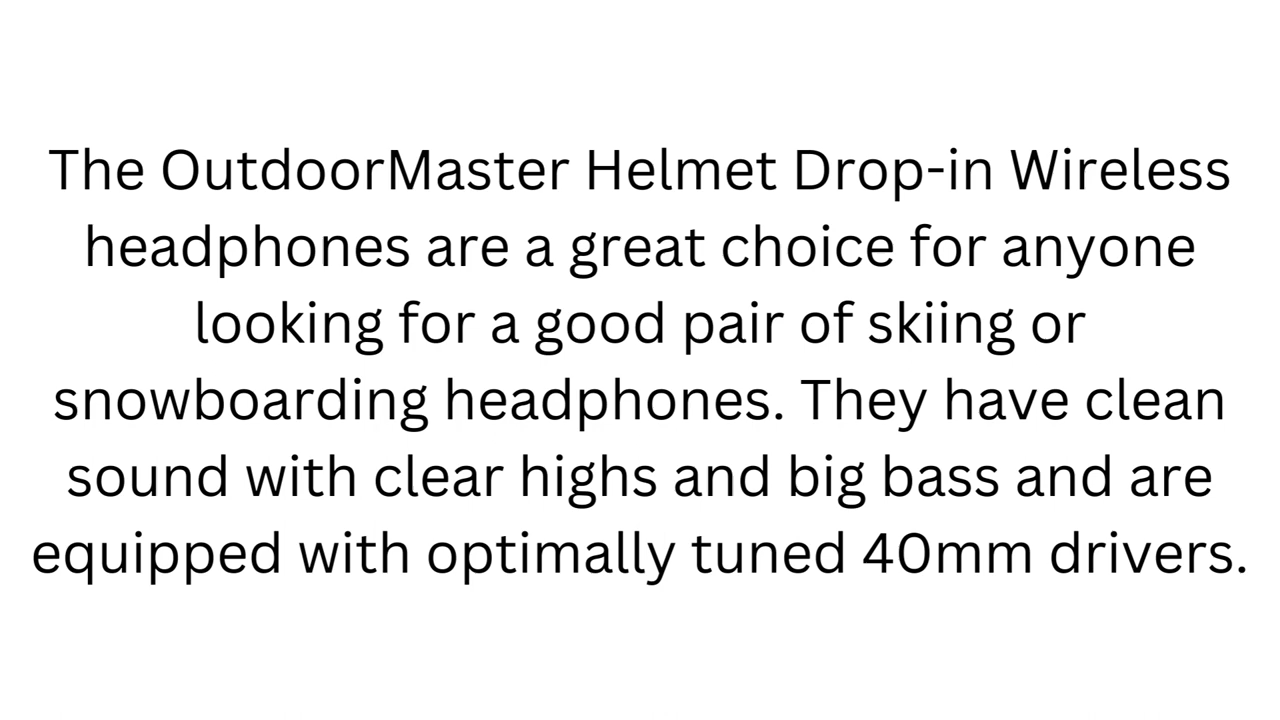 The OutdoorMaster Helmet Drop-in Wireless
headphones are a great choice for anyone
looking for a good pair of skiing or
snowboarding headphones. They have clean
sound with clear highs and big bass and are
equipped with optimally tuned 40mm drivers.